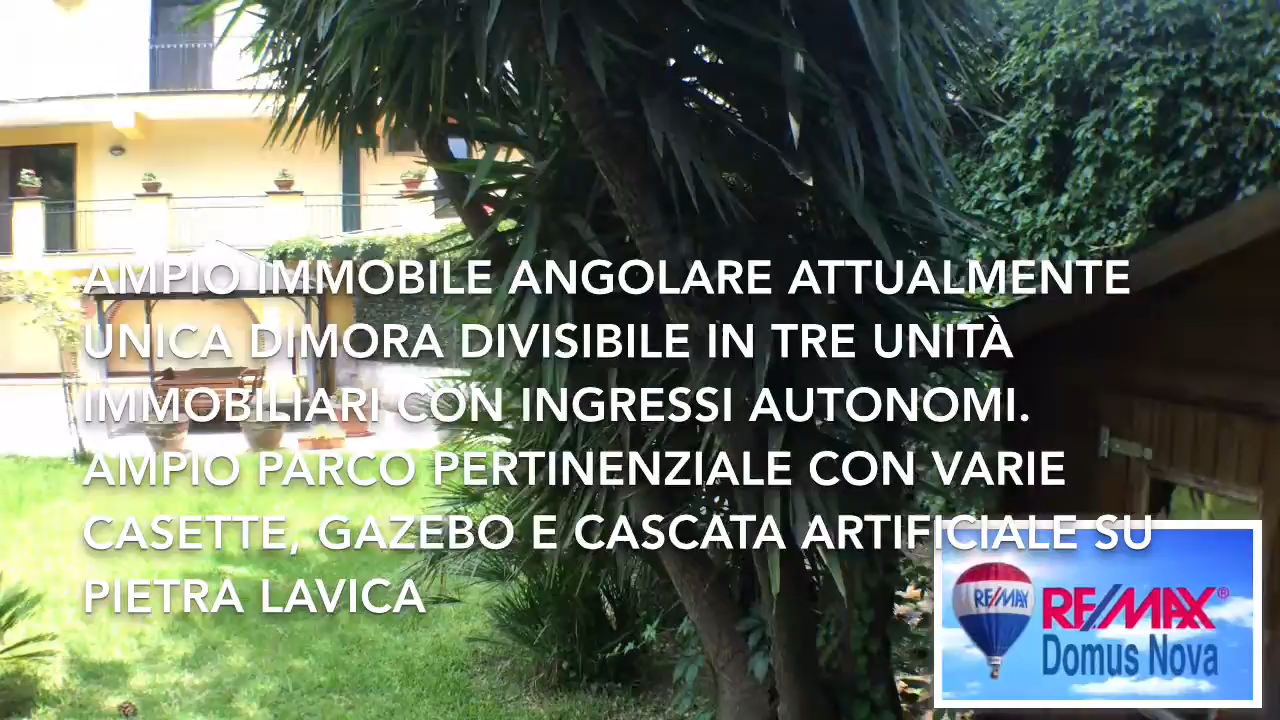 AMPIO IMMOBILE ANGOLARE ATTUALMENTE
UNICA DIMORA DIVISIBILE IN TRE UNITÀ
IMMOBILIARI CON INGRESSI AUTONOMI.
AMPIO PARCO PERTINENZIALE CON VARIE
CASETTE, GAZEBO E CASCATA ARTIFICIALE SU
PIETRA LAVICA
RE/MAX
RE/MAX®
Domus Nova